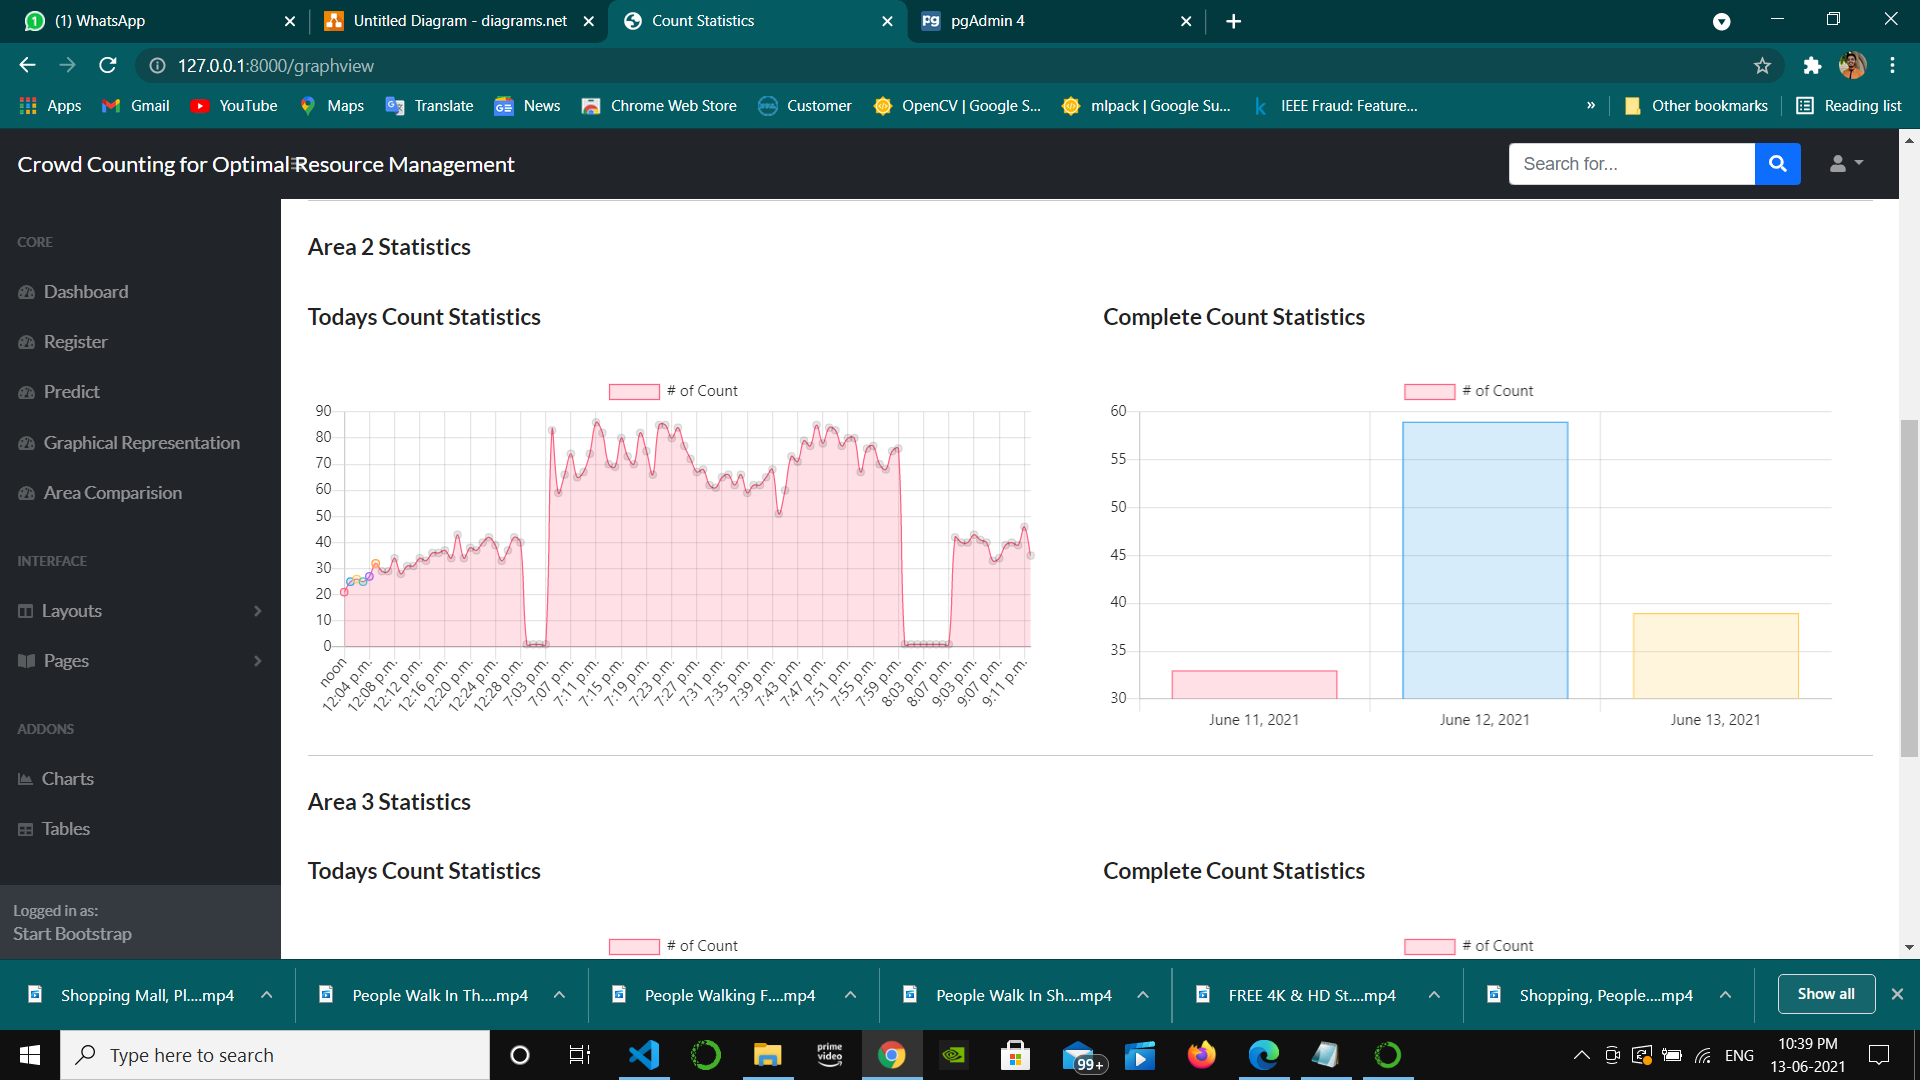 (1) WhatsApp
Untitled Diagram - diagrams.net
Count Statistics
pgAdmin 4
127.0.0.1:8000/graphview
Apps
Gmail
YouTube
Maps
Translate
News
Chrome Web Store
Customer
OpenCV | Google S...
mlpack | Google Su...
IEEE Fraud: Feature...
»
Other bookmarks
Reading list
Crowd Counting for Optimal Resource Management
Search for...
CORE
Dashboard
Register
Predict
Graphical Representation
Area Comparision
INTERFACE
Layouts
Pages
ADDONS
Charts
Tables
Logged in as:
Start Bootstrap
Area 2 Statistics
Todays Count Statistics
# of Count
90
80
70
60
50
40
30
20
10
0
noon
12:04 p.m.
12:08 p.m.
12:12 p.m.
12:16 p.m.
12:20 p.m.
12:24 p.m.
12:28 p.m.
7:03 p.m.
7:07 p.m.
7:11 p.m.
7:15 p.m.
7:19 p.m.
7:23 p.m.
7:27 p.m.
7:31 p.m.
7:35 p.m.
7:39 p.m.
7:43 p.m.
7:47 p.m.
7:51 p.m.
7:55 p.m.
7:59 p.m.
8:03 p.m.
8:07 p.m.
9:03 p.m.
9:07 p.m.
9:11 p.m.
Complete Count Statistics
# of Count
60
55
50
45
40
35
30
June 11, 2021
June 12, 2021
June 13, 2021
Area 3 Statistics
Todays Count Statistics
Complete Count Statistics
# of Count
# of Count
Shopping Mall, Pl....mp4
People Walk In Th....mp4
People Walking F....mp4
People Walk In Sh....mp4
FREE 4K & HD St....mp4
Shopping, People....mp4
Show all
Type here to search
prime video
99+
ENG
10:39 PM
13-06-2021